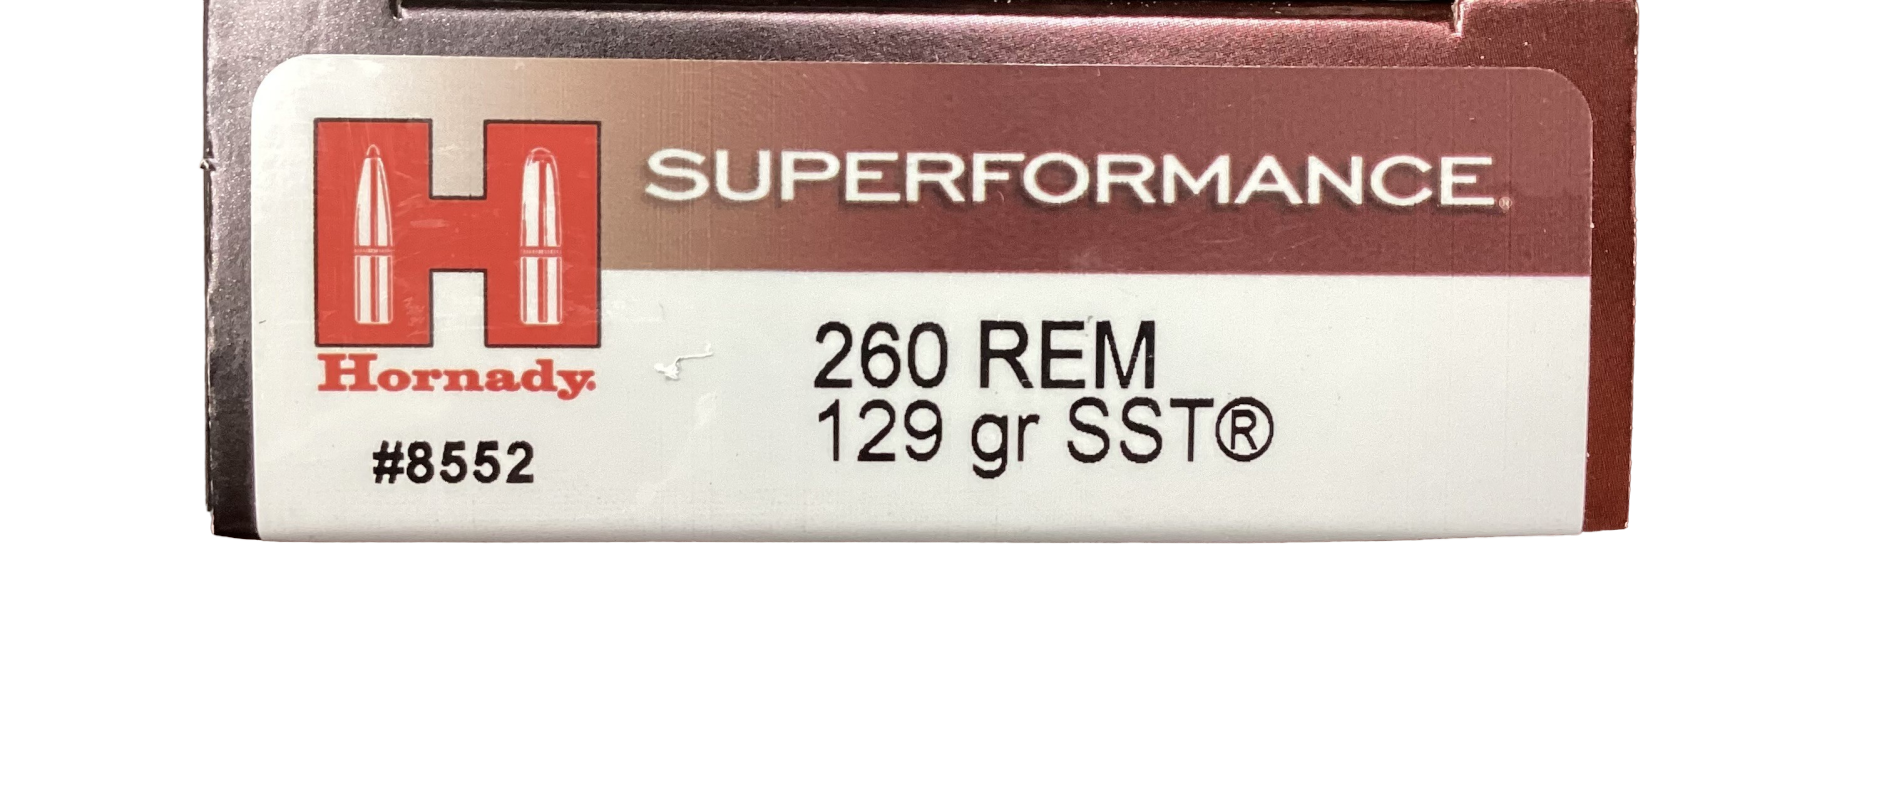 SUPERFORMANCE®
H
Hornady®
260 REM
129 gr SST®
#8552